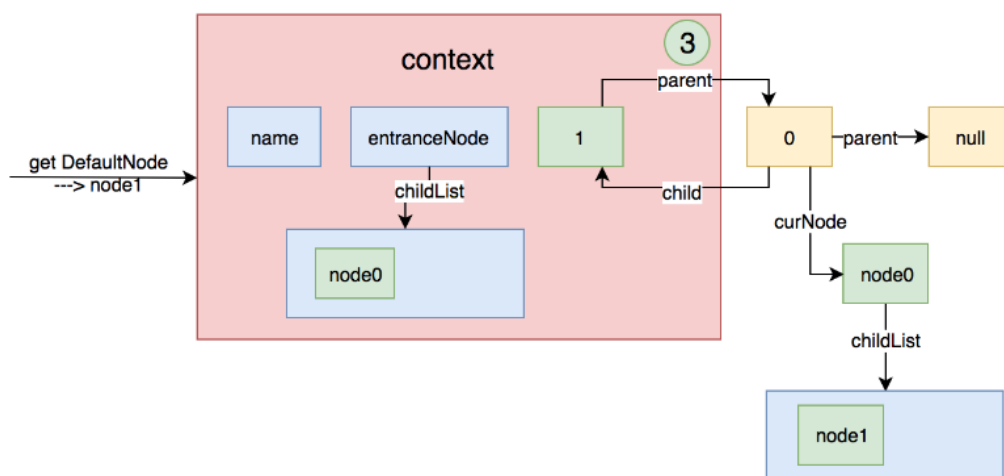 3
context
parent
name
entranceNode
1
0
parent
null
get DefaultNode
---> node1
childList
child
curNode
node0
node0
childList
node1